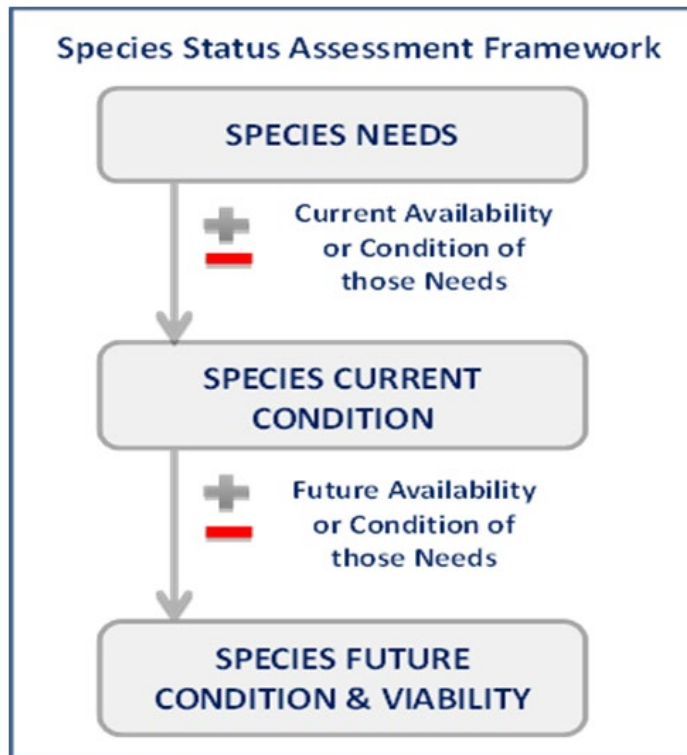 Species Status Assessment Framework
SPECIES NEEDS
Current Availability
or Condition of
those Needs
SPECIES CURRENT
CONDITION
Future Availability
or Condition of
those Needs
SPECIES FUTURE
CONDITION & VIABILITY